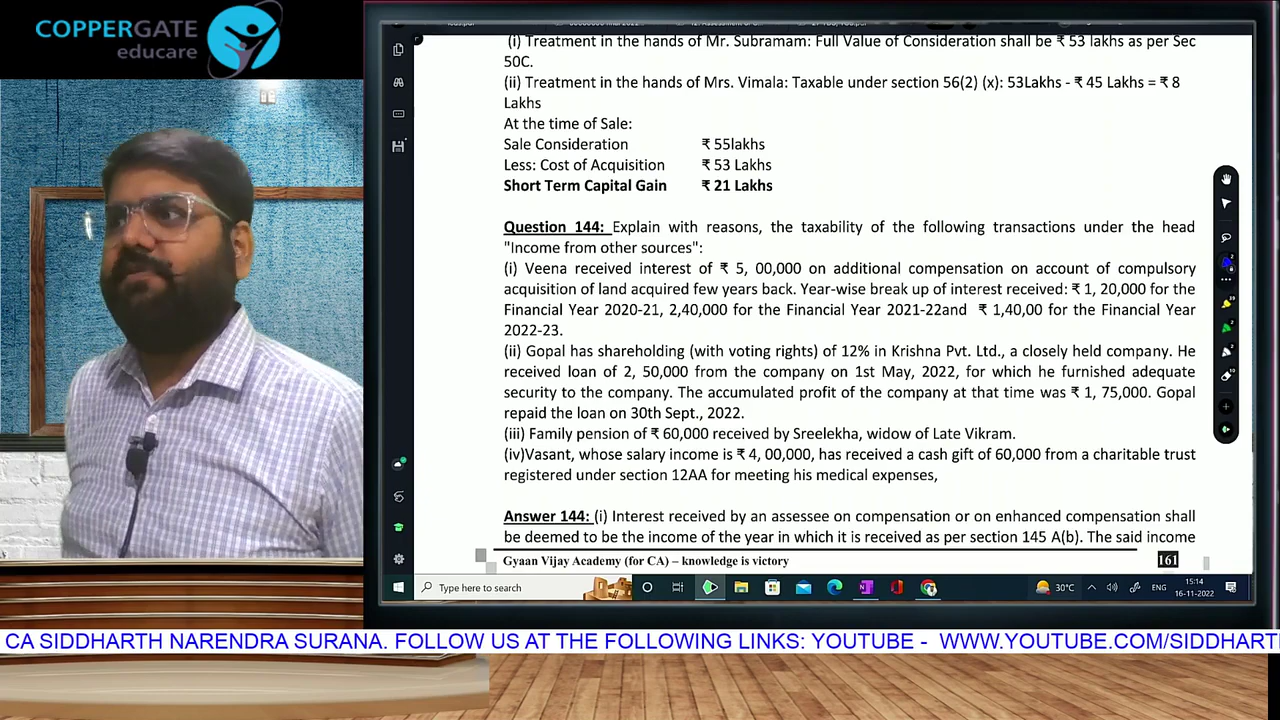 COPPERGATE
educare
(i) Treatment in the hands of Mr. Subramam: Full Value of Consideration shall be ₹ 53 lakhs as per Sec
50C.
(ii) Treatment in the hands of Mrs. Vimala: Taxable under section 56(2) (x): 53Lakhs - ₹ 45 Lakhs = ₹ 8
Lakhs
At the time of Sale:
Sale Consideration ₹ 55lakhs
Less: Cost of Acquisition ₹ 53 Lakhs
Short Term Capital Gain ₹ 21 Lakhs
Question 144: Explain with reasons, the taxability of the following transactions under the head
"Income from other sources":
(i) Veena received interest of ₹ 5, 00,000 on additional compensation on account of compulsory
acquisition of land acquired few years back. Year-wise break up of interest received: ₹ 1, 20,000 for the
Financial Year 2020-21, 2,40,000 for the Financial Year 2021-22and ₹ 1,40,00 for the Financial Year
2022-23.
(ii) Gopal has shareholding (with voting rights) of 12% in Krishna Pvt. Ltd., a closely held company. He
received loan of 2, 50,000 from the company on 1st May, 2022, for which he furnished adequate
security to the company. The accumulated profit of the company at that time was ₹ 1, 75,000. Gopal
repaid the loan on 30th Sept., 2022.
(iii) Family pension of ₹ 60,000 received by Sreelekha, widow of Late Vikram.
(iv)Vasant, whose salary income is ₹ 4, 00,000, has received a cash gift of 60,000 from a charitable trust
registered under section 12AA for meeting his medical expenses,
Answer 144: (i) Interest received by an assessee on compensation or on enhanced compensation shall
be deemed to be the income of the year in which it is received as per section 145 A(b). The said income
Gyaan Vijay Academy (for CA) – knowledge is victory 161
Type here to search
30°C ENG 15:14
16-11-2022
CA SIDDHARTH NARENDRA SURANA. FOLLOW US AT THE FOLLOWING LINKS: YOUTUBE - WWW.YOUTUBE.COM/SIDDHARTH